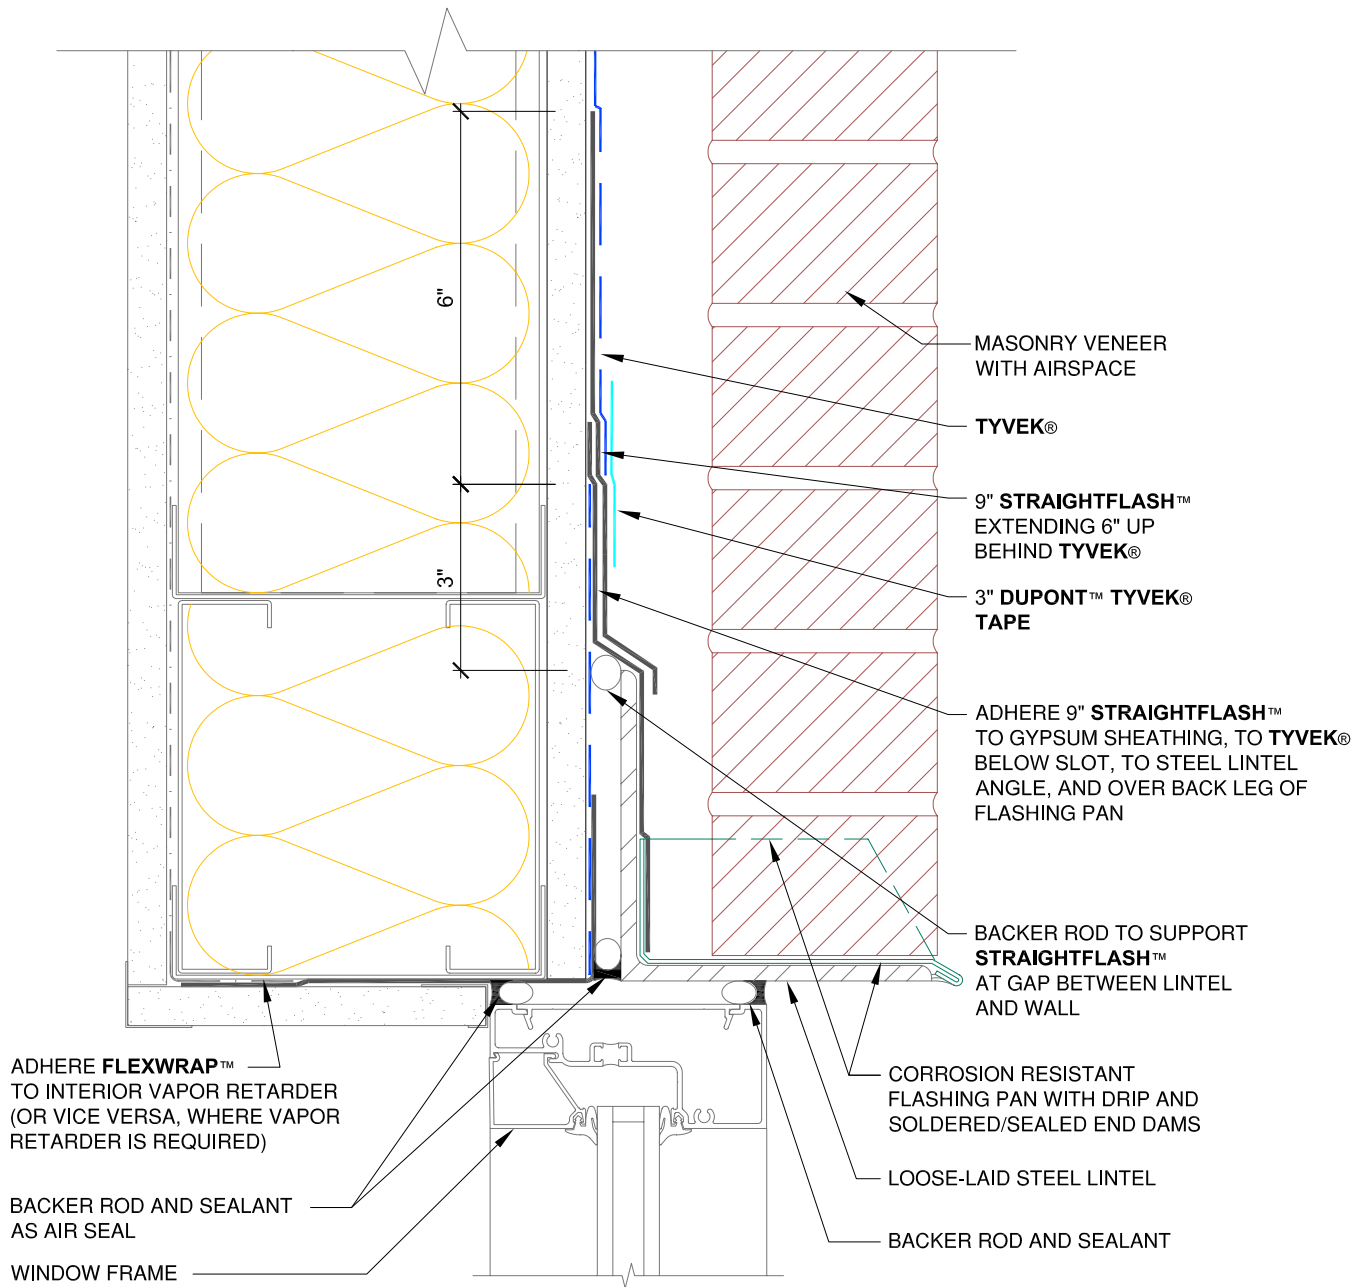 6"
3"
MASONRY VENEER
WITH AIRSPACE
TYVEK®
9" STRAIGHTFLASH™
EXTENDING 6" UP
BEHIND TYVEK®
3" DUPONT™ TYVEK®
TAPE
ADHERE 9" STRAIGHTFLASH™
TO GYPSUM SHEATHING, TO TYVEK®
BELOW SLOT, TO STEEL LINTEL
ANGLE, AND OVER BACK LEG OF
FLASHING PAN
BACKER ROD TO SUPPORT
STRAIGHTFLASH™
AT GAP BETWEEN LINTEL
AND WALL
CORROSION RESISTANT
FLASHING PAN WITH DRIP AND
SOLDERED/SEALED END DAMS
LOOSE-LAID STEEL LINTEL
BACKER ROD AND SEALANT
ADHERE FLEXWRAP™
TO INTERIOR VAPOR RETARDER
(OR VICE VERSA, WHERE VAPOR
RETARDER IS REQUIRED)
BACKER ROD AND SEALANT
AS AIR SEAL
WINDOW FRAME